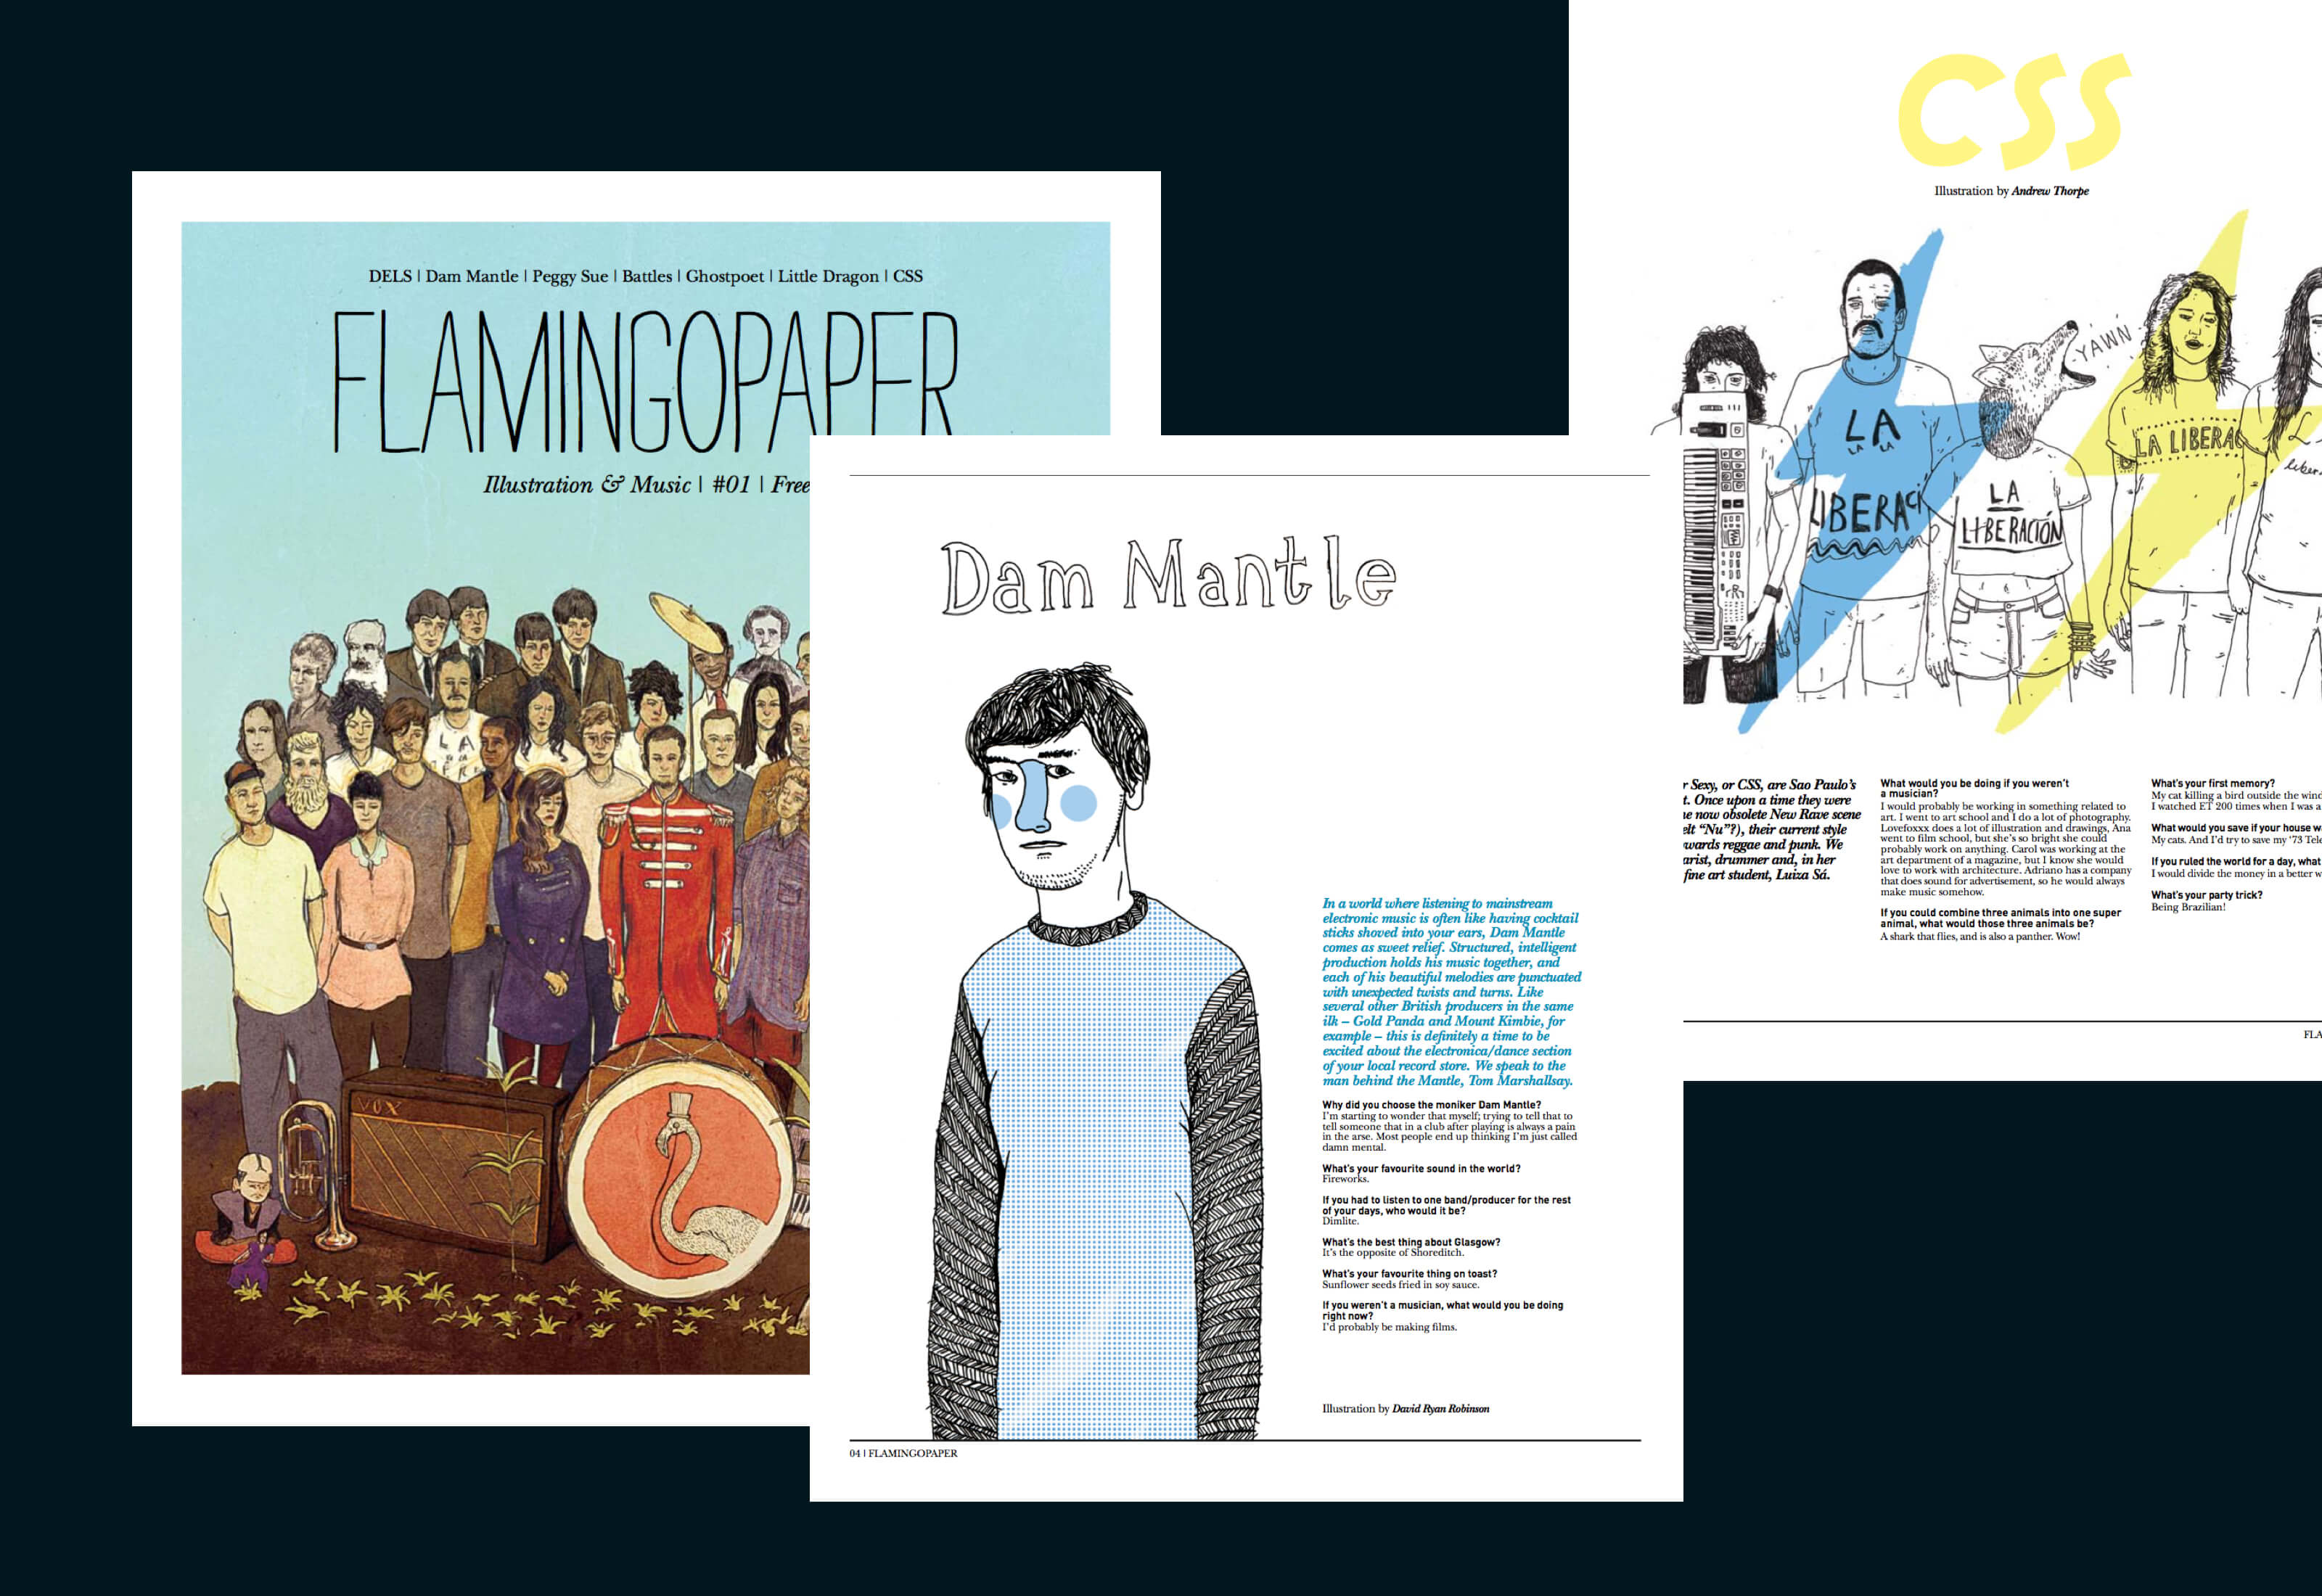 DELS | Dam Mantle | Peggy Sue | Battles | Ghostpoet | Little Dragon | CSS
FLAMINGOPAPER
Illustration & Music | #01 | Free
LA
VOX
Dam Mantle
In a world where listening to mainstream
electronic music is often like having cocktail
sticks shoved into your ears, Dam Mantle
comes as sweet relief. Structured, intelligent
production holds his music together, and
each of his beautiful melodies are punctuated
with unexpected twists and turns. Like
several other British producers in the same
ilk – Gold Panda and Mount Kimbie, for
example – this is definitely a time to be
excited about the electronica/dance section
of your local record store. We speak to the
man behind the Mantle, Tom Marshallsay.
Why did you choose the moniker Dam Mantle?
I'm starting to wonder that myself; trying to tell that to
tell someone that in a club after playing is always a pain
in the arse. Most people end up thinking I'm just called
damn mental.
What's your favourite sound in the world?
Fireworks.
If you had to listen to one band/producer for the rest
of your days, who would it be?
Dimlite.
What's the best thing about Glasgow?
It's the opposite of Shoreditch.
What's your favourite thing on toast?
Sunflower seeds fried in soy sauce.
If you weren't a musician, what would you be doing
right now?
I'd probably be making films.
Illustration by David Ryan Robinson
04 | FLAMINGOPAPER
CSS
Illustration by Andrew Thorpe
YAWN
LA
LA LA
LIBERACI
LA
LIBERACIÓN
LA LIBERAC
r Sexy, or CSS, are Sao Paulo's
t. Once upon a time they were
e now obsolete New Rave scene
elt "Nu"?), their current style
wards reggae and punk. We
arist, drummer and, in her
fine art student, Luiza Sá.
What would you be doing if you weren't
a musician?
I would probably be working in something related to
art. I went to art school and I do a lot of photography.
Lovefoxxx does a lot of illustration and drawings, Ana
went to film school, but she's so bright she could
probably work on anything. Carol was working at the
art department of a magazine, but I know she would
love to work with architecture. Adriano has a company
that does sound for advertisement, so he would always
make music somehow.
If you could combine three animals into one super
animal, what would those three animals be?
A shark that flies, and is also a panther. Wow!
What's your first memory?
My cat killing a bird outside the wind
I watched ET 200 times when I was a
What would you save if your house w
My cats. And I'd try to save my '73 Tele
If you ruled the world for a day, what
I would divide the money in a better w
What's your party trick?
Being Brazilian!
FLA